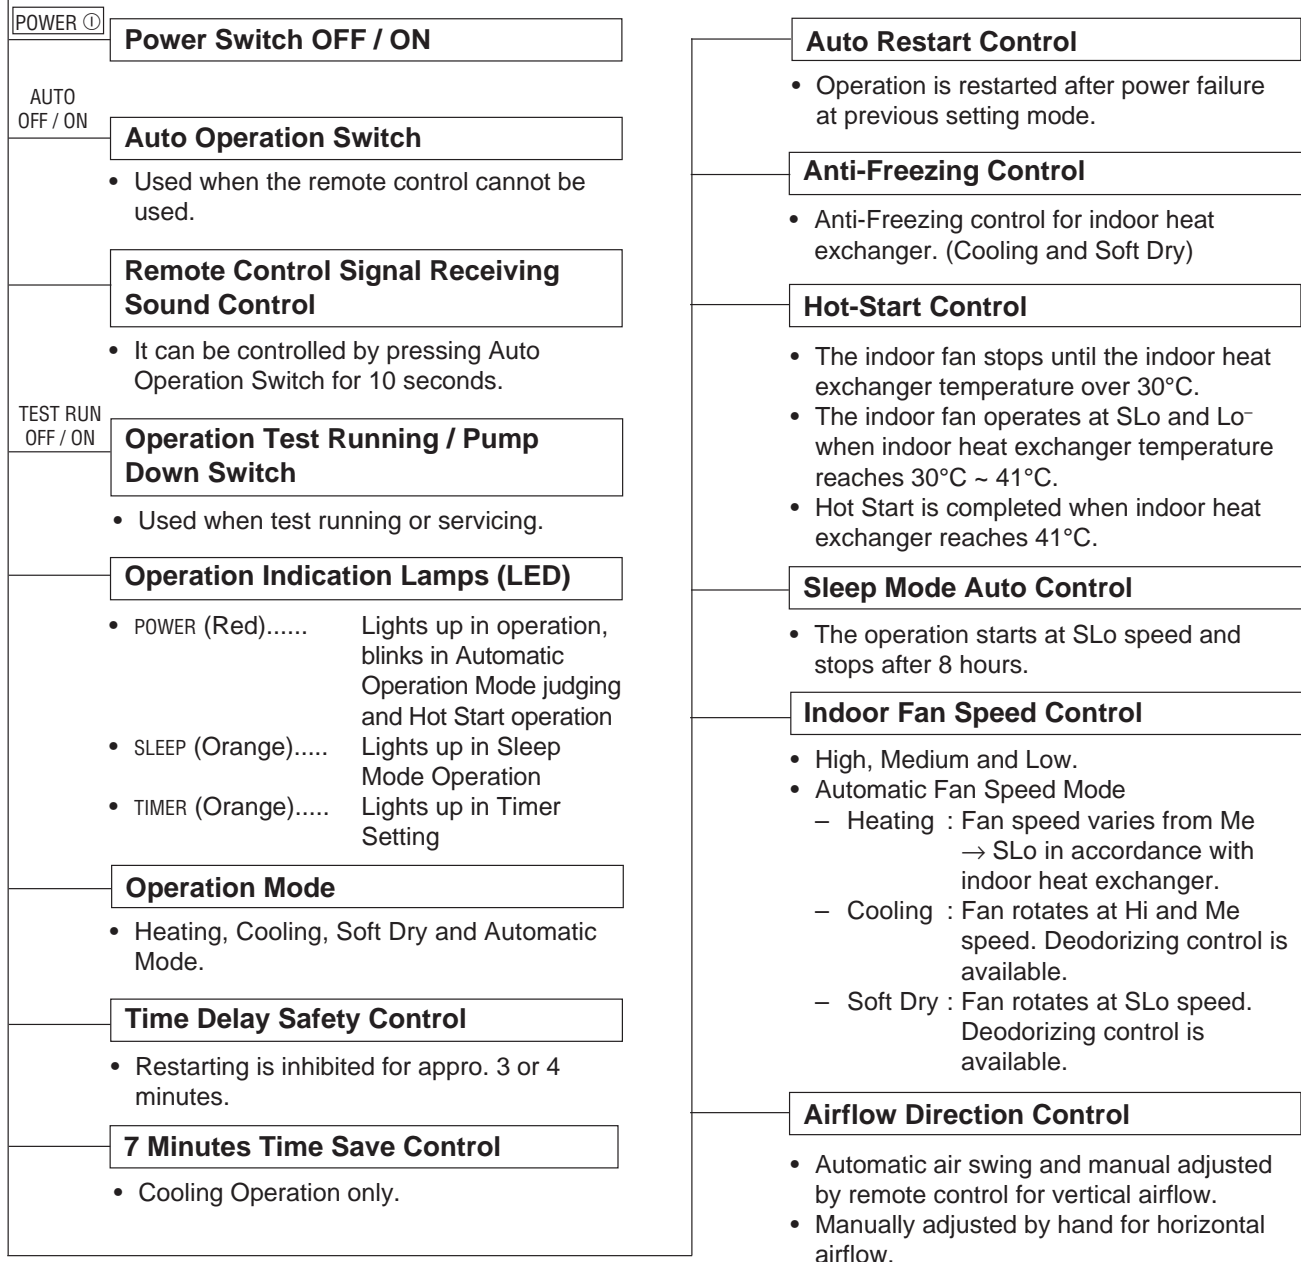 POWER
Power Switch OFF / ON
AUTO
OFF / ON
Auto Operation Switch
• Used when the remote control cannot be
used.
Remote Control Signal Receiving
Sound Control
• It can be controlled by pressing Auto
Operation Switch for 10 seconds.
TEST RUN
OFF / ON
Operation Test Running / Pump
Down Switch
• Used when test running or servicing.
Operation Indication Lamps (LED)
• POWER (Red)...... Lights up in operation,
blinks in Automatic
Operation Mode judging
and Hot Start operation
• SLEEP (Orange)..... Lights up in Sleep
Mode Operation
• TIMER (Orange)..... Lights up in Timer
Setting
Operation Mode
• Heating, Cooling, Soft Dry and Automatic
Mode.
Time Delay Safety Control
• Restarting is inhibited for appro. 3 or 4
minutes.
7 Minutes Time Save Control
• Cooling Operation only.
Auto Restart Control
• Operation is restarted after power failure
at previous setting mode.
Anti-Freezing Control
• Anti-Freezing control for indoor heat
exchanger. (Cooling and Soft Dry)
Hot-Start Control
• The indoor fan stops until the indoor heat
exchanger temperature over 30°C.
• The indoor fan operates at SLo and Lo⁻
when indoor heat exchanger temperature
reaches 30°C ~ 41°C.
• Hot Start is completed when indoor heat
exchanger reaches 41°C.
Sleep Mode Auto Control
• The operation starts at SLo speed and
stops after 8 hours.
Indoor Fan Speed Control
• High, Medium and Low.
• Automatic Fan Speed Mode
– Heating : Fan speed varies from Me
→ SLo in accordance with
indoor heat exchanger.
– Cooling : Fan rotates at Hi and Me
speed. Deodorizing control is
available.
– Soft Dry : Fan rotates at SLo speed.
Deodorizing control is
available.
Airflow Direction Control
• Automatic air swing and manual adjusted
by remote control for vertical airflow.
• Manually adjusted by hand for horizontal
airflow.